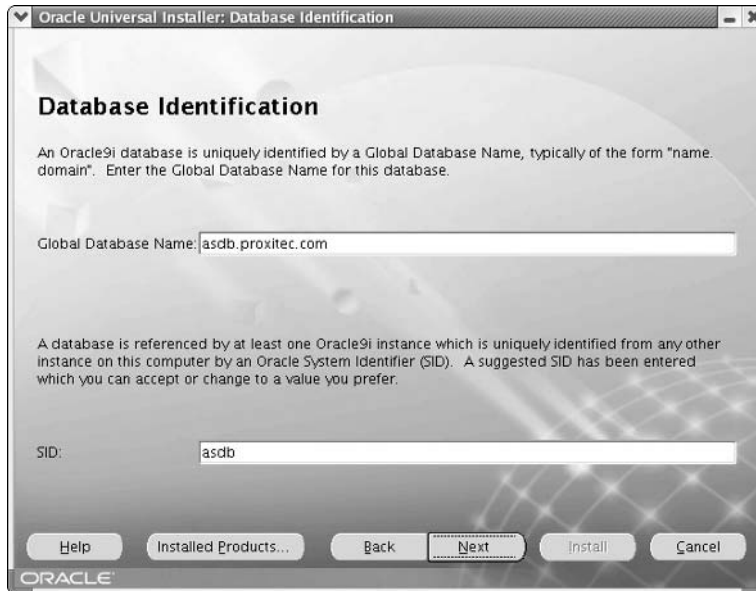 Oracle Universal Installer: Database Identification
Database Identification
An Oracle9i database is uniquely identified by a Global Database Name, typically of the form "name.
domain". Enter the Global Database Name for this database.
Global Database Name: asdb.proxitec.com
A database is referenced by at least one Oracle9i instance which is uniquely identified from any other
instance on this computer by an Oracle System Identifier (SID). A suggested SID has been entered
which you can accept or change to a value you prefer.
SID: asdb
Help Installed Products... Back Next Install Cancel
ORACLE